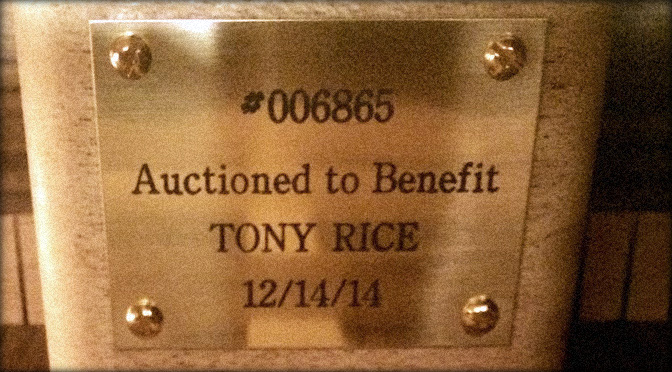 #006865
Auctioned to Benefit
TONY RICE
12/14/14